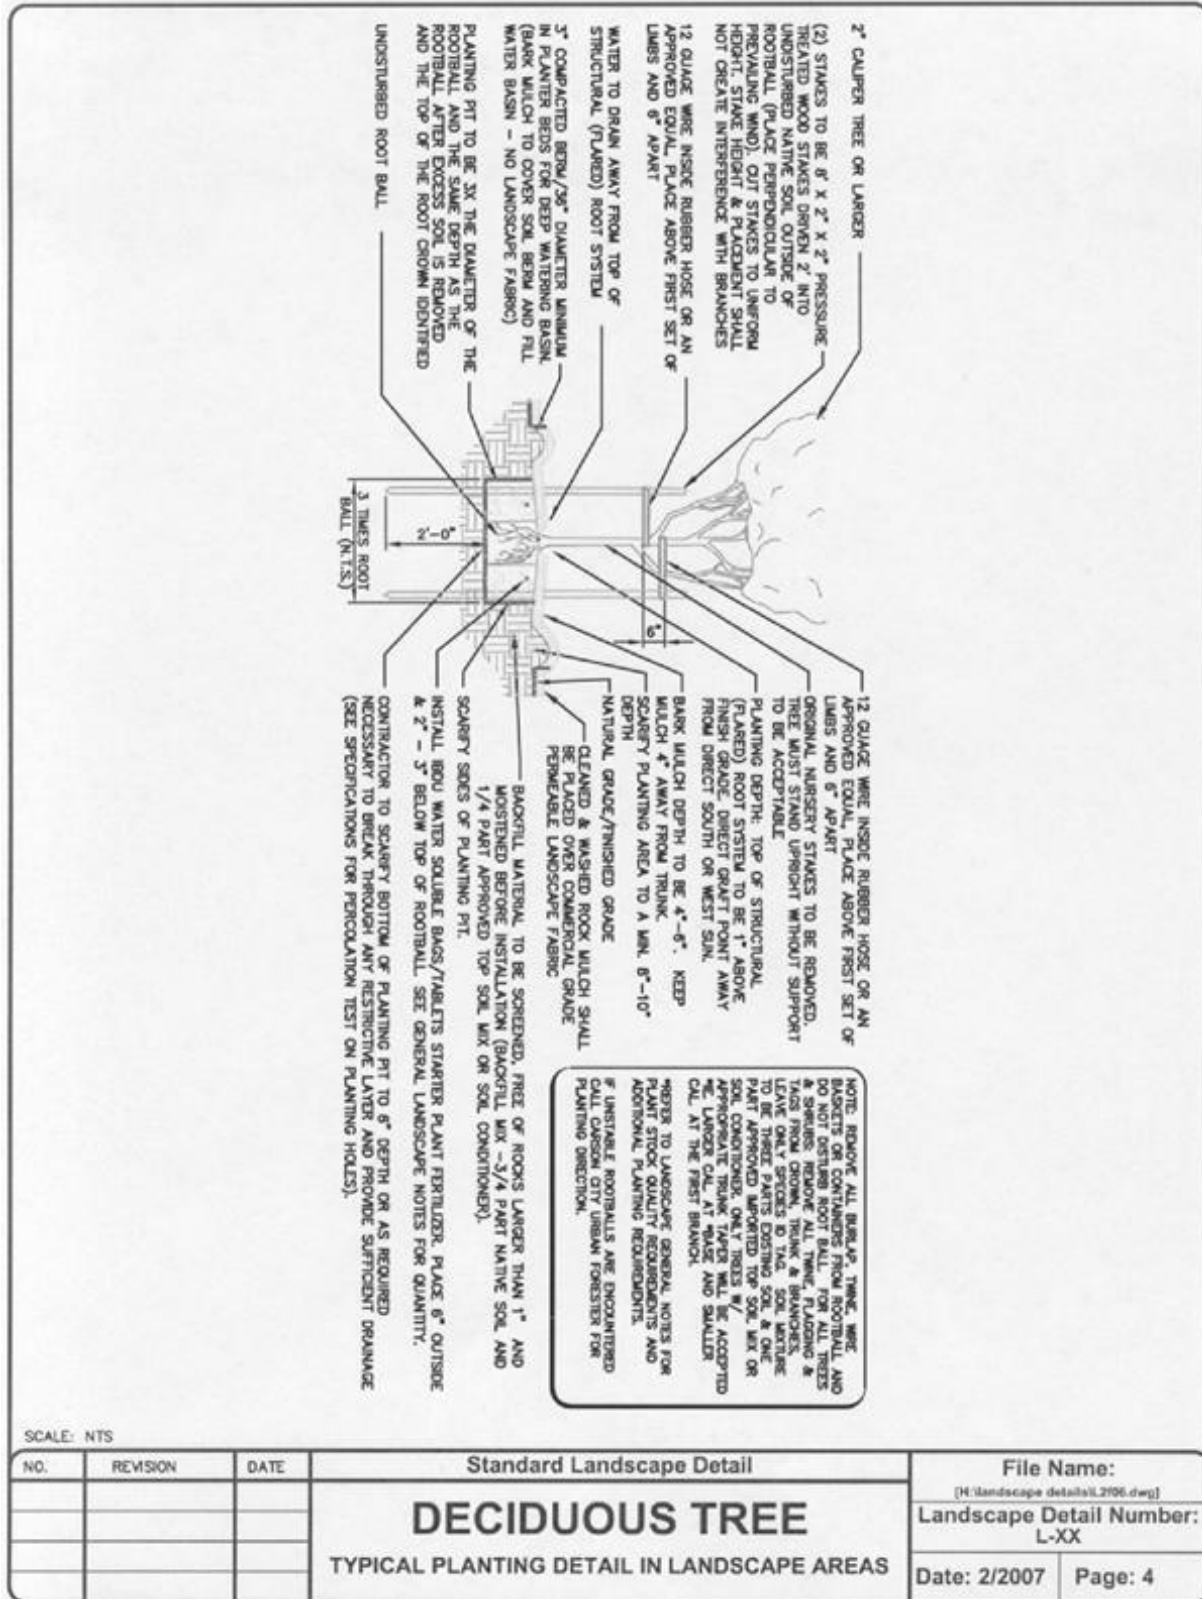 2" CALIPER TREE OR LARGER
(2) STAKES TO BE 8' X 2" X 2" PRESSURE
TREATED WOOD STAKES DRIVEN 2' INTO
UNDISTURBED NATIVE SOIL OUTSIDE OF
ROOTBALL (PLACE PERPENDICULAR TO
PREVAILING WIND). CUT STAKES TO UNIFORM
HEIGHT. STAKE HEIGHT & PLACEMENT SHALL
NOT CREATE INTERFERENCE WITH BRANCHES
12 GUAGE WIRE INSIDE RUBBER HOSE OR AN
APPROVED EQUAL, PLACE ABOVE FIRST SET OF
LIMBS AND 6" APART
WATER TO DRAIN AWAY FROM TOP OF
STRUCTURAL (FLARED) ROOT SYSTEM
3" COMPACTED BERM/36" DIAMETER MINIMUM
IN PLANTER BEDS FOR DEEP WATERING BASIN.
(BARK MULCH TO COVER SOIL BERM AND FILL
WATER BASIN - NO LANDSCAPE FABRIC)
PLANTING PIT TO BE 3X THE DIAMETER OF THE
ROOTBALL AND THE SAME DEPTH AS THE
ROOTBALL AFTER EXCESS SOIL IS REMOVED
AND THE TOP OF THE ROOT CROWN IDENTIFIED
UNDISTURBED ROOT BALL
6"
2'-0"
3 TIMES ROOT
BALL (N.T.S.)
12 GUAGE WIRE INSIDE RUBBER HOSE OR AN
APPROVED EQUAL, PLACE ABOVE FIRST SET OF
LIMBS AND 6" APART
ORIGINAL NURSERY STAKES TO BE REMOVED.
TREE MUST STAND UPRIGHT WITHOUT SUPPORT
TO BE ACCEPTABLE
PLANTING DEPTH: TOP OF STRUCTURAL
(FLARED) ROOT SYSTEM TO BE 1" ABOVE
FINISH GRADE. DIRECT GRAFT POINT AWAY
FROM DIRECT SOUTH OR WEST SUN.
BARK MULCH DEPTH TO BE 4"-6". KEEP
MULCH 4" AWAY FROM TRUNK.
SCARIFY PLANTING AREA TO A MIN. 8"-10"
DEPTH
NATURAL GRADE/FINISHED GRADE
CLEANED & WASHED ROCK MULCH SHALL
BE PLACED OVER COMMERCIAL GRADE
PERMEABLE LANDSCAPE FABRIC
BACKFILL MATERIAL TO BE SCREENED, FREE OF ROCKS LARGER THAN 1" AND
MOISTENED BEFORE INSTALLATION (BACKFILL MIX -3/4 PART NATIVE SOIL AND
1/4 PART APPROVED TOP SOIL MIX OR SOIL CONDITIONER).
SCARIFY SIDES OF PLANTING PIT.
INSTALL IBDU WATER SOLUBLE BAGS/TABLETS STARTER PLANT FERTILIZER. PLACE 6" OUTSIDE
& 2" - 3" BELOW TOP OF ROOTBALL. SEE GENERAL LANDSCAPE NOTES FOR QUANTITY.
CONTRACTOR TO SCARIFY BOTTOM OF PLANTING PIT TO 6" DEPTH OR AS REQUIRED
NECESSARY TO BREAK THROUGH ANY RESTRICTIVE LAYER AND PROVIDE SUFFICIENT DRAINAGE
(SEE SPECIFICATIONS FOR PERCOLATION TEST ON PLANTING HOLES).
NOTE: REMOVE ALL BURLAP, TWINE, WIRE
BASKETS OR CONTAINERS FROM ROOTBALL AND
DO NOT DISTURB ROOT BALL. FOR ALL TREES
& SHRUBS: REMOVE ALL TWINE, FLAGGING &
TAGS FROM CROWN, TRUNK & BRANCHES,
LEAVE ONLY SPECIES ID TAG. SOIL MIXTURE
TO BE THREE PARTS EXISTING SOIL & ONE
PART APPROVED IMPORTED TOP SOIL MIX OR
SOIL CONDITIONER. ONLY TREES W/
APPROPRIATE TRUNK TAPER WILL BE ACCEPTED
*IE. LARGER CAL. AT *BASE AND SMALLER
CAL. AT THE FIRST BRANCH.
*REFER TO LANDSCAPE GENERAL NOTES FOR
PLANT STOCK QUALITY REQUIREMENTS AND
ADDITIONAL PLANTING REQUIREMENTS.
IF UNSTABLE ROOTBALLS ARE ENCOUNTERED
CALL CARSON CITY URBAN FORESTER FOR
PLANTING DIRECTION.
SCALE: NTS
NO. REVISION DATE
Standard Landscape Detail
DECIDUOUS TREE
TYPICAL PLANTING DETAIL IN LANDSCAPE AREAS
File Name:
[H:\landscape details\L2f06.dwg]
Landscape Detail Number:
L-XX
Date: 2/2007 Page: 4